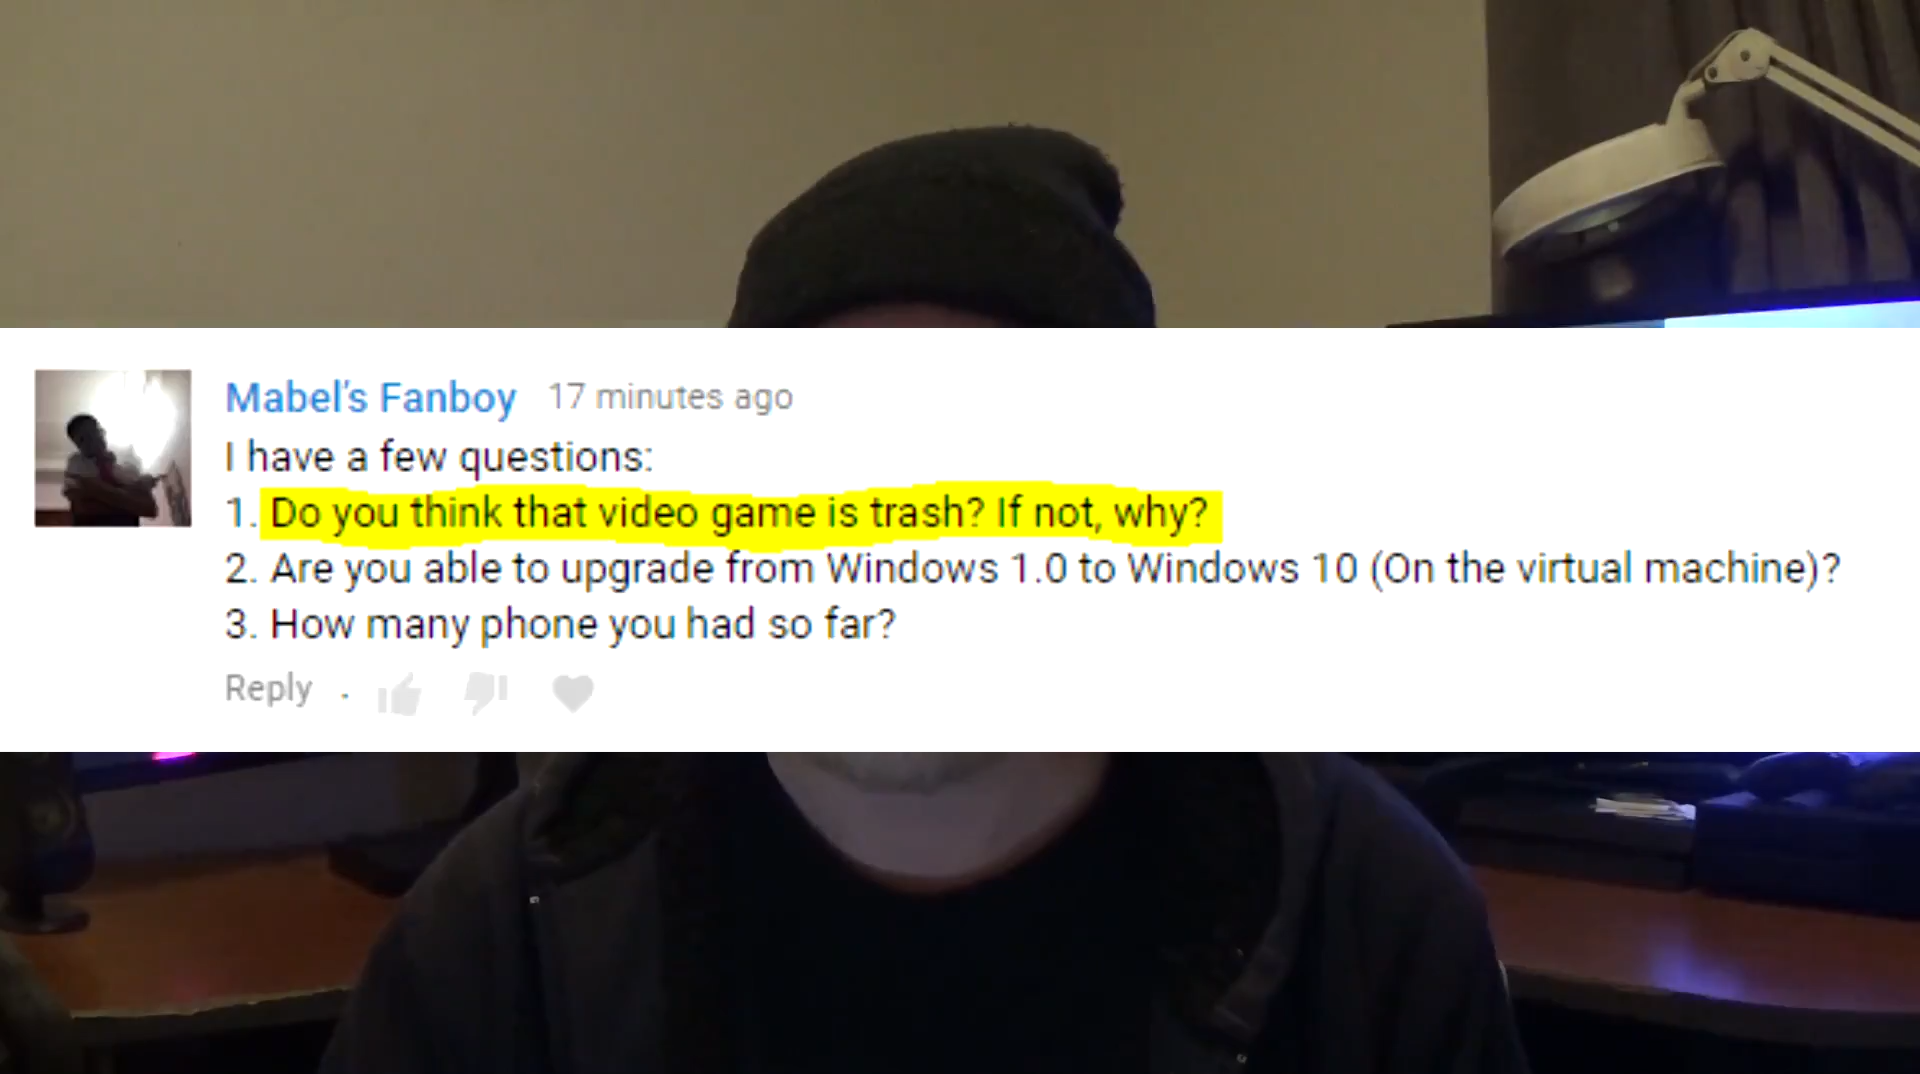 Mabel's Fanboy 17 minutes ago
I have a few questions:
1. Do you think that video game is trash? If not, why?
2. Are you able to upgrade from Windows 1.0 to Windows 10 (On the virtual machine)?
3. How many phone you had so far?
Reply